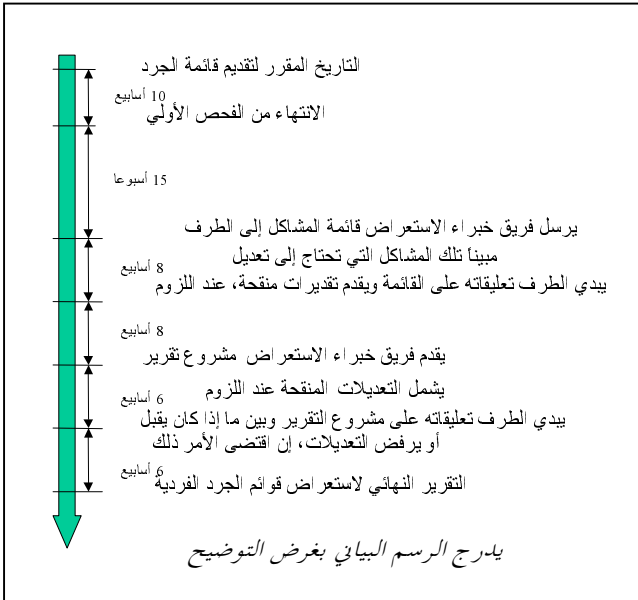 التاريخ المقرر لتقديم قائمة الجرد
10 أسابيع
الانتهاء من الفحص الأولي
15 أسبوعا
يرسل فريق خبراء الاستعراض قائمة المشاكل إلى الطرف
مبيناً تلك المشاكل التي تحتاج إلى تعديل
8 أسابيع
يبدي الطرف تعليقاته على القائمة ويقدم تقديرات منقحة، عند اللزوم
8 أسابيع
يقدم فريق خبراء الاستعراض مشروع تقرير
يشمل التعديلات المنقحة عند اللزوم
6 أسابيع
يبدي الطرف تعليقاته على مشروع التقرير وبين ما إذا كان يقبل
أو يرفض التعديلات، إن اقتضى الأمر ذلك
6 أسابيع
التقرير النهائي لاستعراض قوائم الجرد الفردية
يدرج الرسم البياني بغرض التوضيح